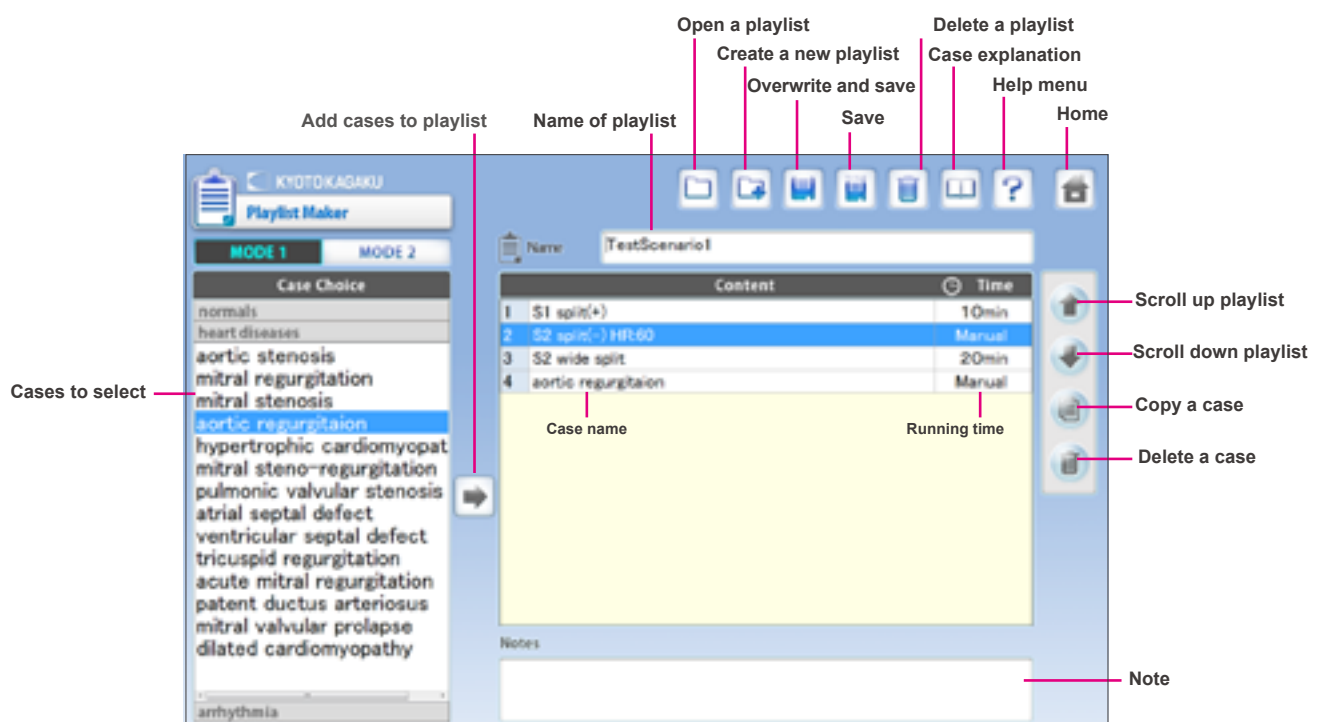 Open a playlist
Delete a playlist
Create a new playlist
Case explanation
Overwrite and save
Help menu
Add cases to playlist
Name of playlist
Save
Home
KYOTOKAGAKU
Playlist Maker
MODE 1 MODE 2
Name TestScenario1
Case Choice
Content Time
normals
heart diseases
aortic stenosis
mitral regurgitation
mitral stenosis
aortic regurgitaion
hypertrophic cardiomyopat
mitral steno-regurgitation
pulmonic valvular stenosis
atrial septal defect
ventricular septal defect
tricuspid regurgitation
acute mitral regurgitation
patent ductus arteriosus
mitral valvular prolapse
dilated cardiomyopathy
arrhythmia
Cases to select
1 S1 split(+) 10min
2 S2 split(-) HR:60 Manual
3 S2 wide split 20min
4 aortic regurgitaion Manual
Case name
Running time
Scroll up playlist
Scroll down playlist
Copy a case
Delete a case
Notes
Note